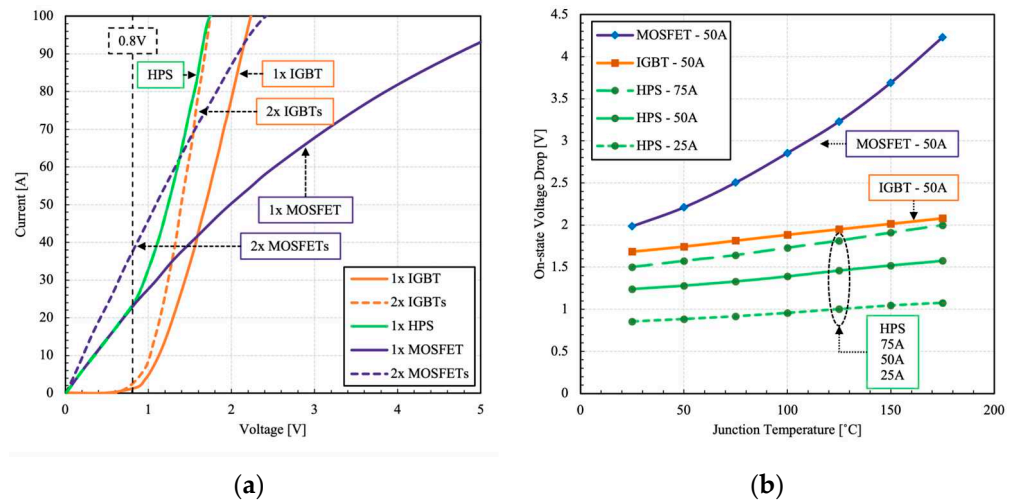 100
90
80
70
60
50
40
30
20
10
0
Current [A]
0.8V
HPS
1x IGBT
2x IGBTs
1x MOSFET
2x MOSFETs
1x IGBT
2x IGBTs
1x HPS
1x MOSFET
2x MOSFETs
0 1 2 3 4 5
Voltage [V]
(a)
4.5
4
3.5
3
2.5
2
1.5
1
0.5
0
On-state Voltage Drop [V]
MOSFET - 50A
IGBT - 50A
HPS - 75A
HPS - 50A
HPS - 25A
MOSFET - 50A
IGBT - 50A
HPS
75A
50A
25A
0 50 100 150 200
Junction Temperature [˚C]
(b)